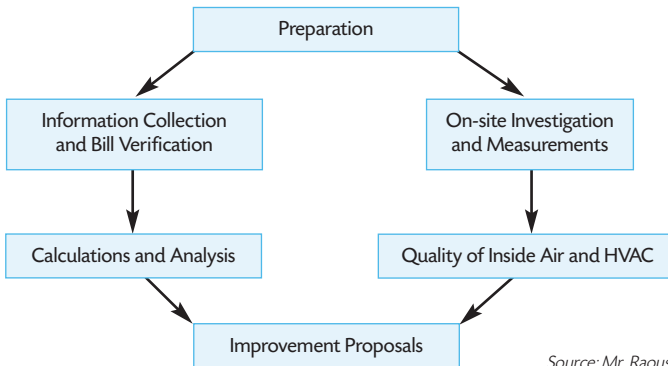 Preparation
Information Collection
and Bill Verification
On-site Investigation
and Measurements
Calculations and Analysis
Quality of Inside Air and HVAC
Improvement Proposals
Source: Mr. Raous